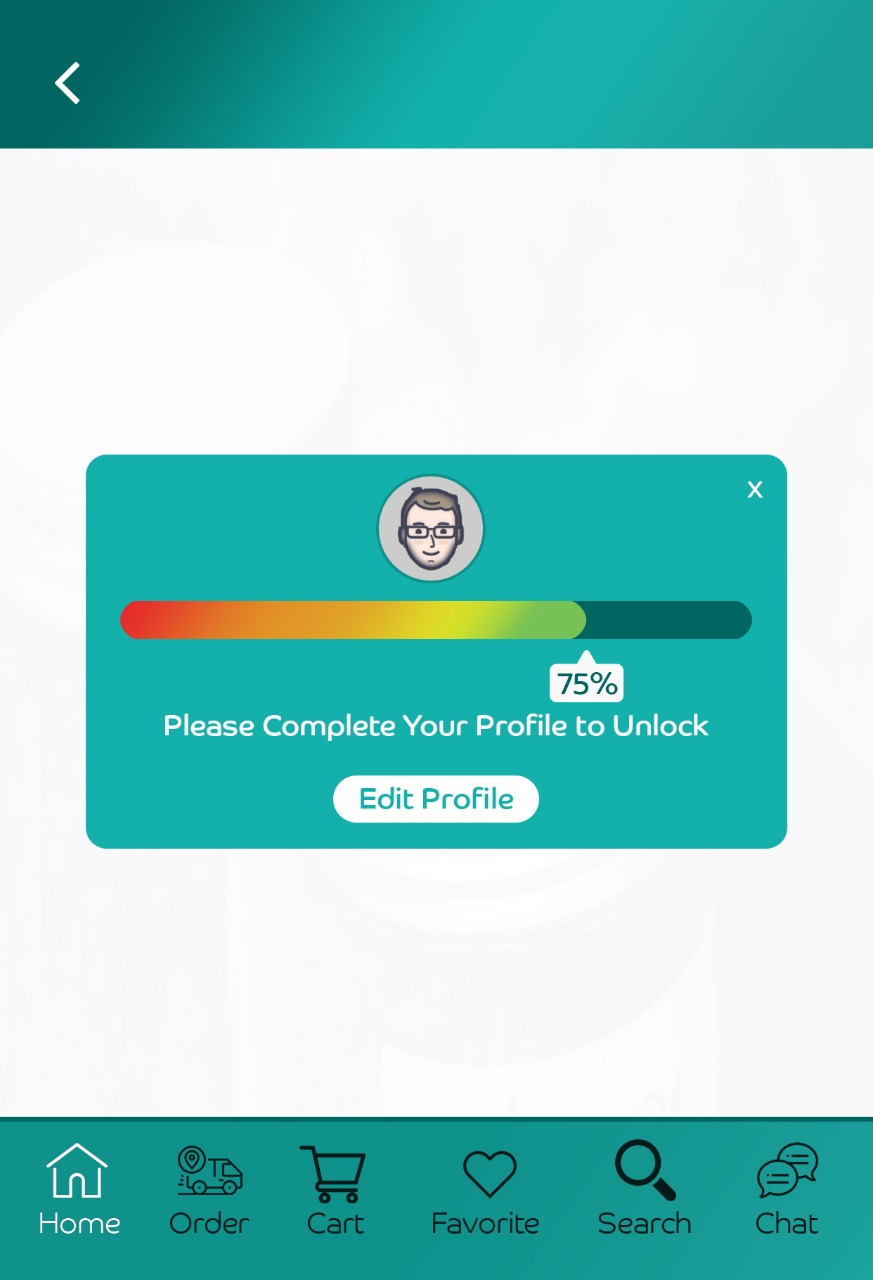 x
75%
Please Complete Your Profile to Unlock
Edit Profile
Home Order Cart Favorite Search Chat